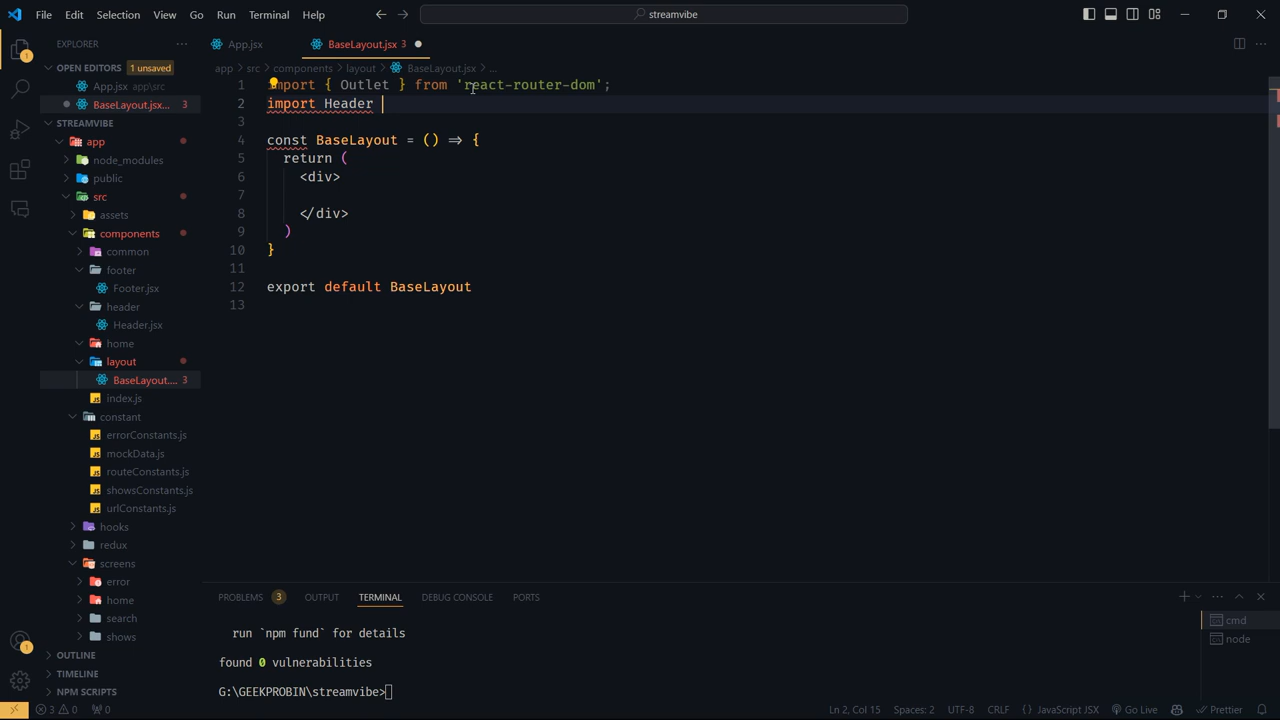 File Edit Selection View Go Run Terminal Help streamvibe
EXPLORER
App.jsx BaseLayout.jsx 3
OPEN EDITORS 1 unsaved
App.jsx app\src
BaseLayout.jsx... 3
STREAMVIBE
app
node_modules
public
src
assets
components
common
footer
Footer.jsx
header
Header.jsx
home
layout
BaseLayout.... 3
index.js
constant
errorConstants.js
mockData.js
routeConstants.js
showsConstants.js
urlConstants.js
hooks
redux
screens
error
home
search
shows
OUTLINE
TIMELINE
NPM SCRIPTS
app > src > components > layout > BaseLayout.jsx > ...
1 import { Outlet } from 'react-router-dom';
2 import Header
3
4 const BaseLayout = () => {
5 return (
6 <div>
7
8 </div>
9 )
10 }
11
12 export default BaseLayout
13
PROBLEMS 3 OUTPUT TERMINAL DEBUG CONSOLE PORTS
run `npm fund` for details
found 0 vulnerabilities
G:\GEEKPROBIN\streamvibe>
cmd
node
3 0 0 Ln 2, Col 15 Spaces: 2 UTF-8 CRLF {} JavaScript JSX Go Live Prettier